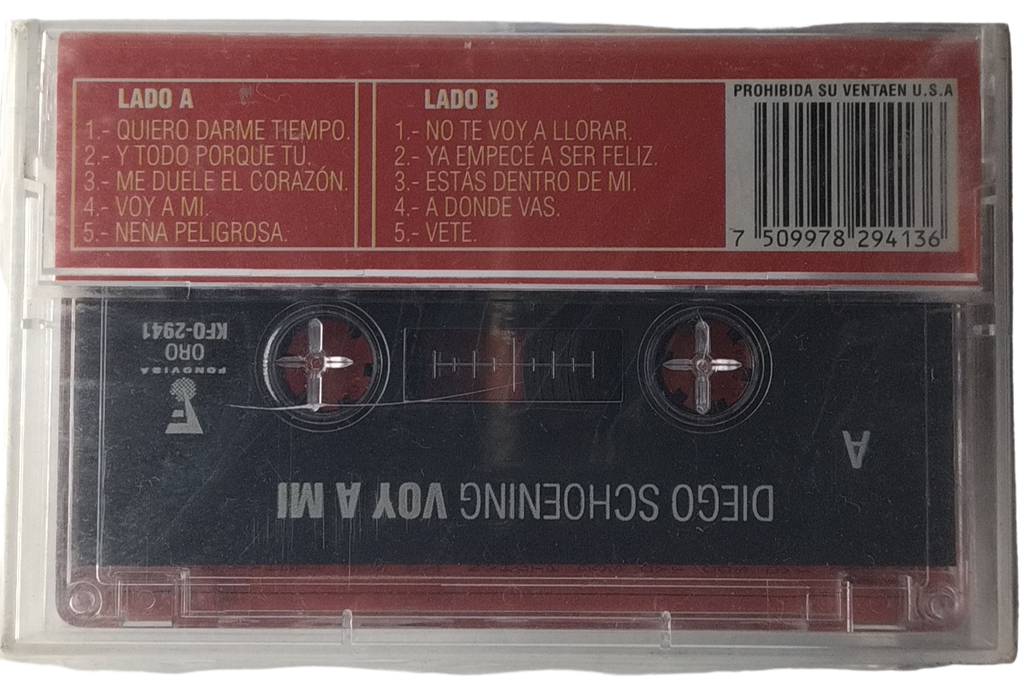 LADO A
1.- QUIERO DARME TIEMPO.
2.- Y TODO PORQUE TU.
3.- ME DUELE EL CORAZÓN.
4.- VOY A MI.
5.- NENA PELIGROSA.
LADO B
1.- NO TE VOY A LLORAR.
2.- YA EMPECÉ A SER FELIZ.
3.- ESTÁS DENTRO DE MI.
4.- A DONDE VAS.
5.- VETE.
PROHIBIDA SU VENTAEN U.S.A
7 509978 294136
DIEGO SCHOENING VOY A MI
A
F
FONOVISA
ORO
KFO-2941